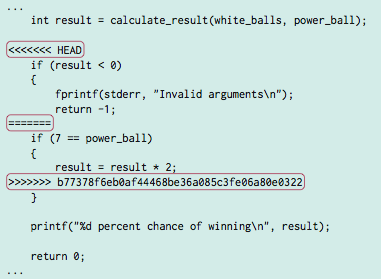 ...
    int result = calculate_result(white_balls, power_ball);

<<<<<<< HEAD
    if (result < 0)
    {
        fprintf(stderr, "Invalid arguments\n");
        return -1;
=======
    if (7 == power_ball)
    {
        result = result * 2;
>>>>>>> b77378f6eb0af44468be36a085c3fe06a80e0322
    }

    printf("%d percent chance of winning\n", result);

    return 0;
...